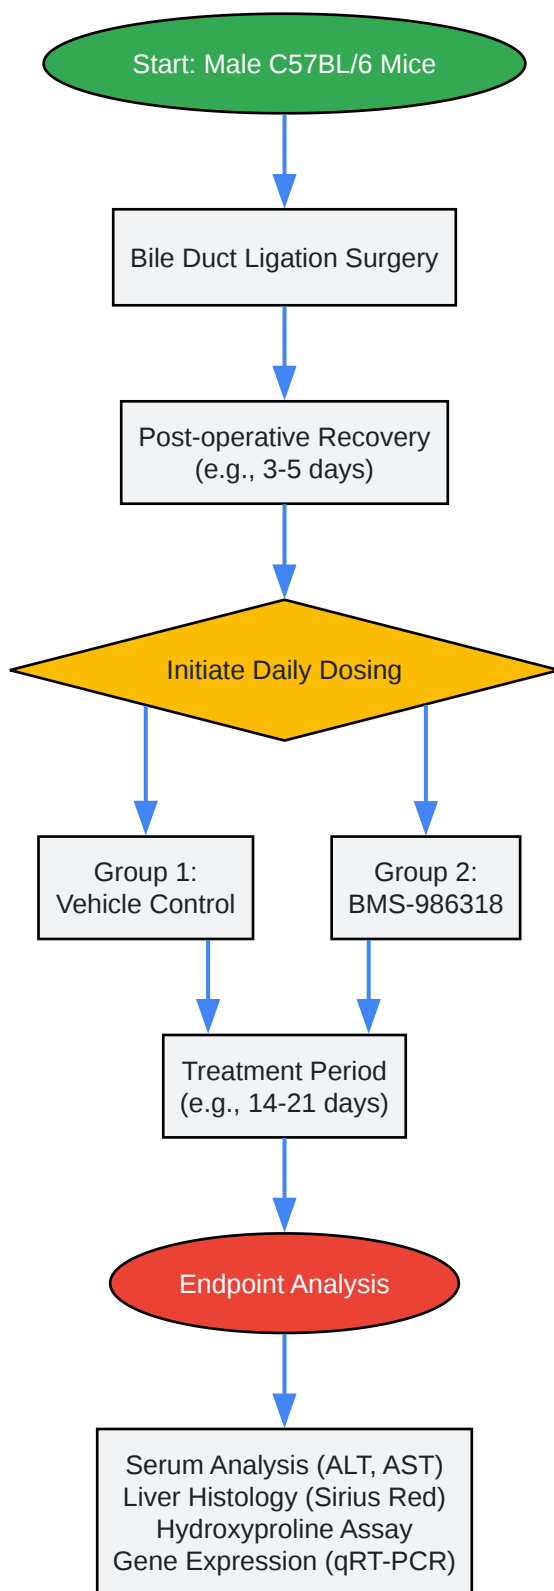 Start: Male C57BL/6 Mice
Bile Duct Ligation Surgery
Post-operative Recovery
(e.g., 3-5 days)
Initiate Daily Dosing
Group 1:
Vehicle Control
Group 2:
BMS-986318
Treatment Period
(e.g., 14-21 days)
Endpoint Analysis
Serum Analysis (ALT, AST)
Liver Histology (Sirius Red)
Hydroxyproline Assay
Gene Expression (qRT-PCR)